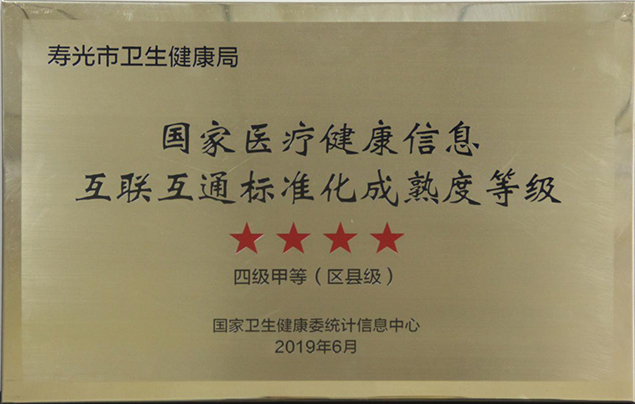 寿光市卫生健康局
国家医疗健康信息
互联互通标准化成熟度等级
四级甲等（区县级）
国家卫生健康委统计信息中心
2019年6月